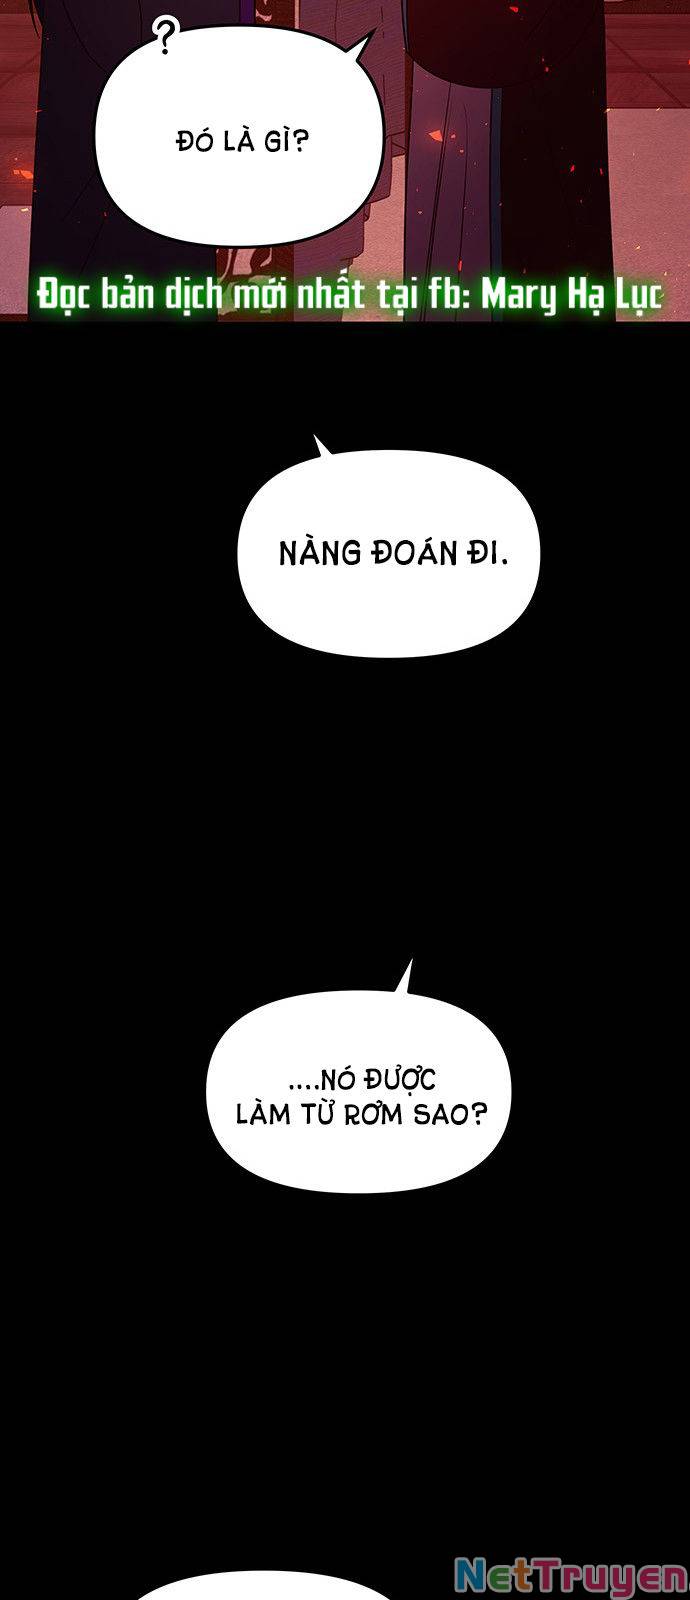 ?
ĐÓ LÀ GÌ?
Đọc bản dịch mới nhất tại fb: Mary Hạ Lục
NÀNG ĐOÁN ĐI.
....NÓ ĐƯỢC
LÀM TỪ RƠM SAO?
NetTruyen